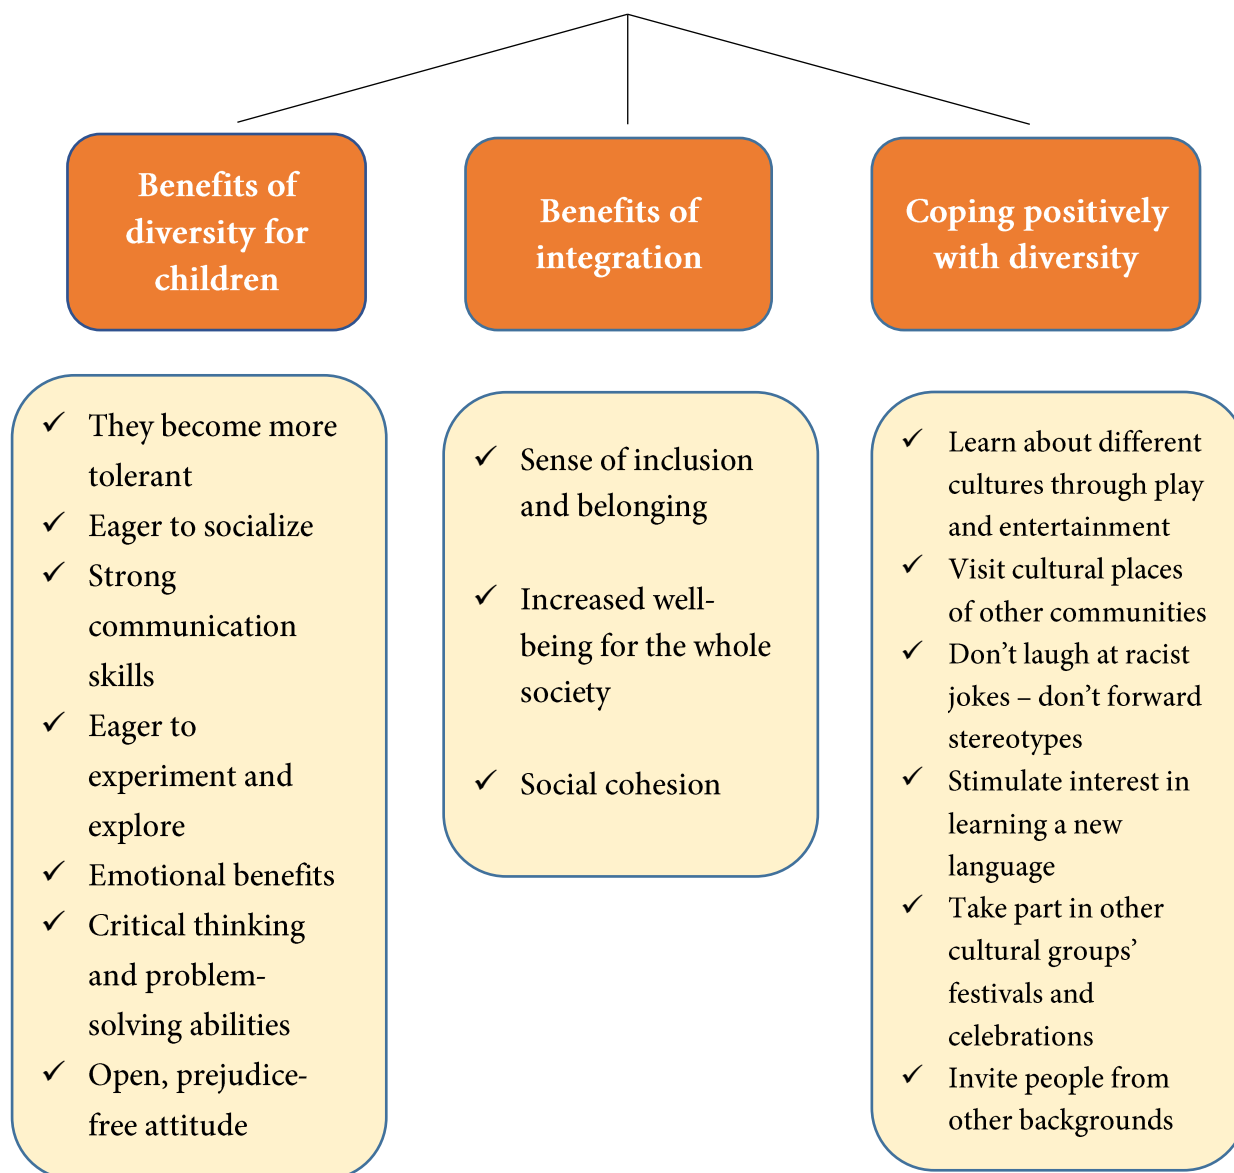 Benefits of
diversity for
children
✓ They become more
tolerant
✓ Eager to socialize
✓ Strong
communication
skills
✓ Eager to
experiment and
explore
✓ Emotional benefits
✓ Critical thinking
and problem-
solving abilities
✓ Open, prejudice-
free attitude
Benefits of
integration
✓ Sense of inclusion
and belonging
✓ Increased well-
being for the whole
society
✓ Social cohesion
Coping positively
with diversity
✓ Learn about different
cultures through play
and entertainment
✓ Visit cultural places
of other communities
✓ Don’t laugh at racist
jokes – don’t forward
stereotypes
✓ Stimulate interest in
learning a new
language
✓ Take part in other
cultural groups’
festivals and
celebrations
✓ Invite people from
other backgrounds